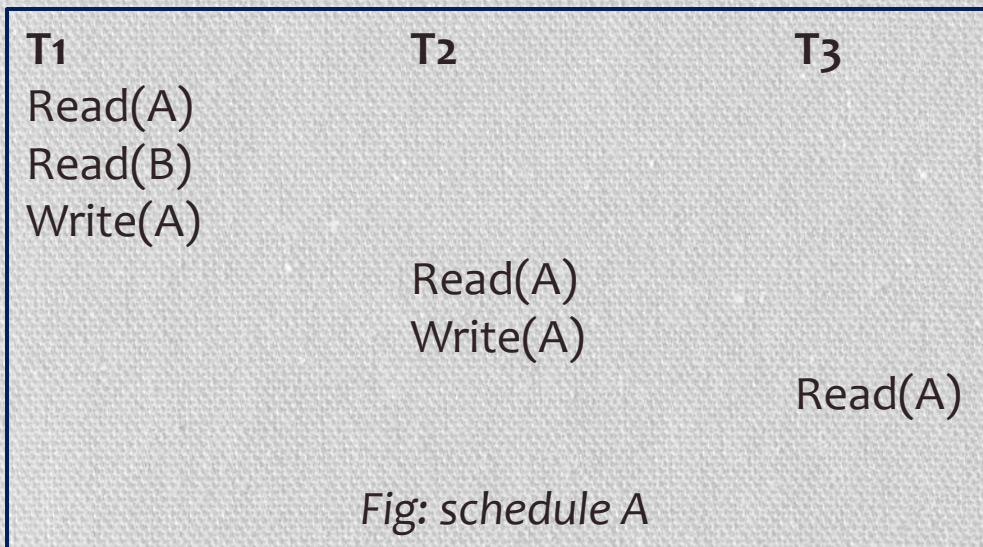 T1 T2 T3
Read(A)
Read(B)
Write(A)
Read(A)
Write(A)
Read(A)
Fig: schedule A